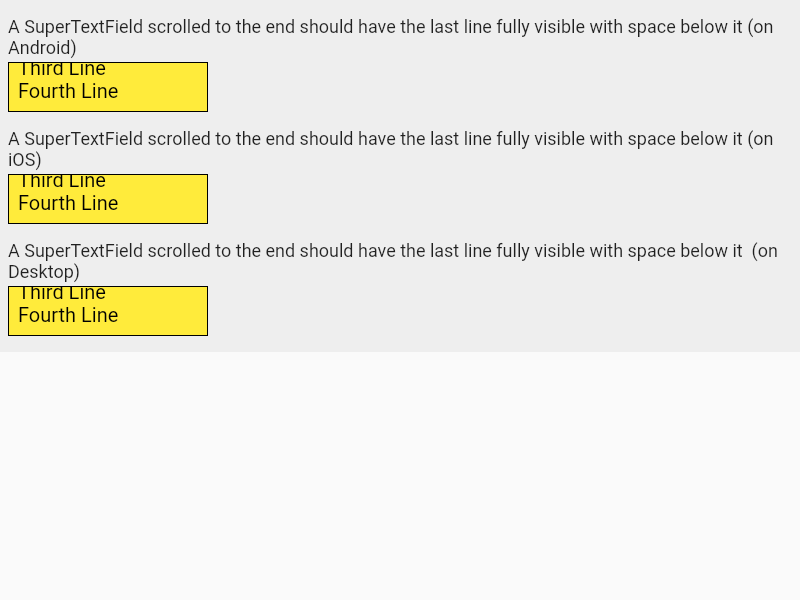 A SuperTextField scrolled to the end should have the last line fully visible with space below it (on
Android)
Third Line
Fourth Line
A SuperTextField scrolled to the end should have the last line fully visible with space below it (on
iOS)
Third Line
Fourth Line
A SuperTextField scrolled to the end should have the last line fully visible with space below it  (on
Desktop)
Third Line
Fourth Line